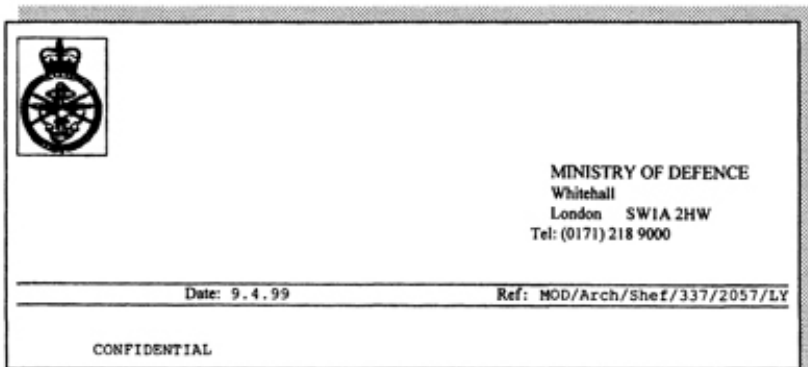 MINISTRY OF DEFENCE
Whitehall
London SW1A 2HW
Tel: (0171) 218 9000
Date: 9.4.99 Ref: MOD/Arch/Shef/337/2057/LY
CONFIDENTIAL